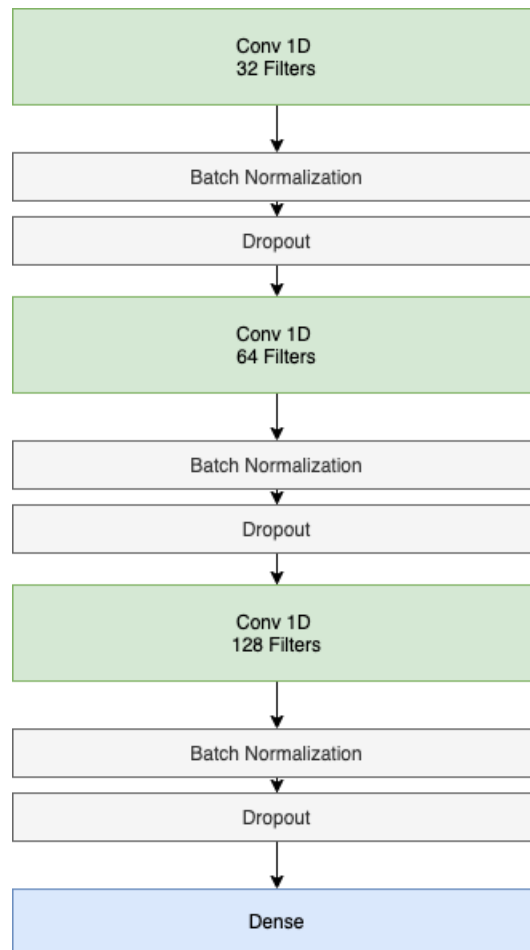 Conv 1D
32 Filters
Batch Normalization
Dropout
Conv 1D
64 Filters
Batch Normalization
Dropout
Conv 1D
128 Filters
Batch Normalization
Dropout
Dense